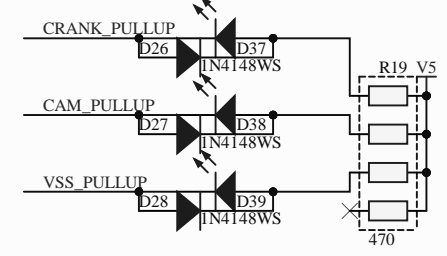 CRANK_PULLUP
D26 D37
1N4148WS
R19 V5
CAM_PULLUP
D27 D38
1N4148WS
VSS_PULLUP
D28 D39
1N4148WS
470